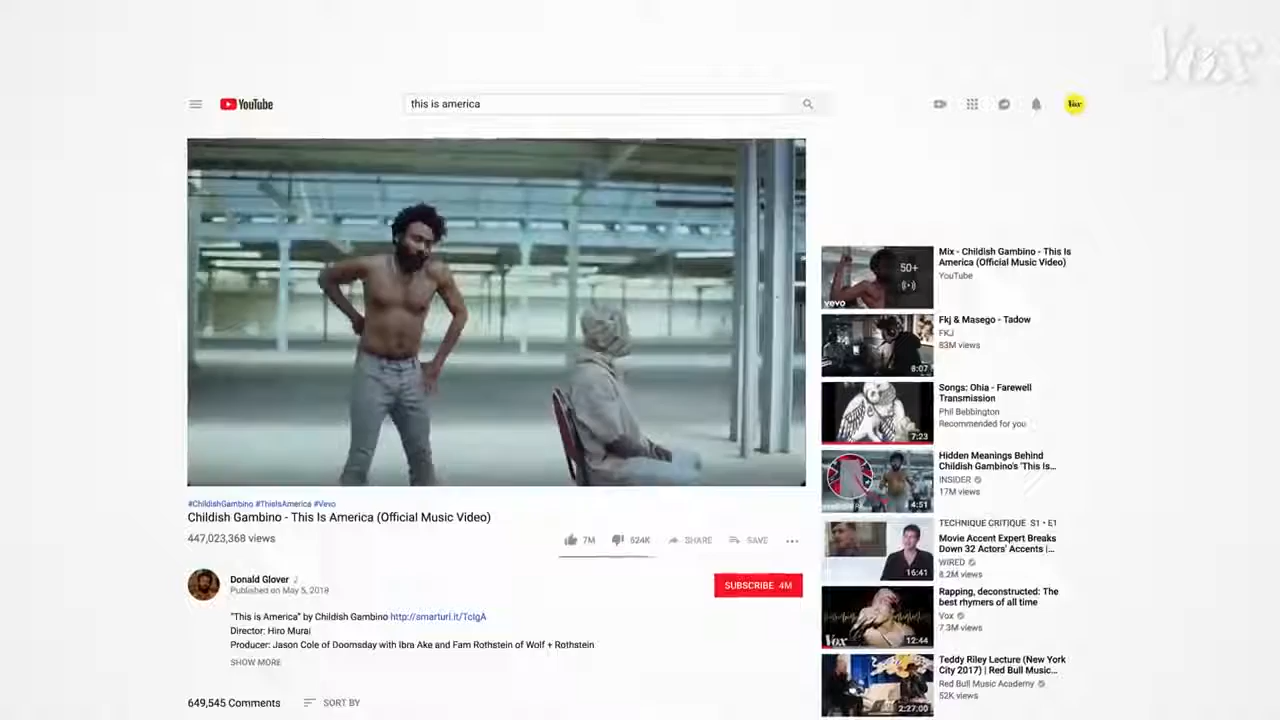 Vox
YouTube
this is america
Vox
Mix - Childish Gambino - This Is
America (Official Music Video)
YouTube
50+
vevo
Fkj & Masego - Tadow
FKJ
83M views
6:07
Songs: Ohia - Farewell
Transmission
Phil Bebbington
Recommended for you
7:23
Hidden Meanings Behind
Childish Gambino's 'This Is...
INSIDER
17M views
4:51
TECHNIQUE CRITIQUE S1 • E1
Movie Accent Expert Breaks
Down 32 Actors' Accents |...
WIRED
8.2M views
16:41
Rapping, deconstructed: The
best rhymes of all time
Vox
7.3M views
Vox
12:44
Teddy Riley Lecture (New York
City 2017) | Red Bull Music...
Red Bull Music Academy
52K views
2:27:00
#ChildishGambino #ThisIsAmerica #Vevo
Childish Gambino - This Is America (Official Music Video)
447,023,368 views
7M 524K SHARE SAVE
Donald Glover
Published on May 5, 2018
SUBSCRIBE 4M
"This is America" by Childish Gambino http://smarturl.it/TcIgA
Director: Hiro Murai
Producer: Jason Cole of Doomsday with Ibra Ake and Fam Rothstein of Wolf + Rothstein
SHOW MORE
649,545 Comments SORT BY